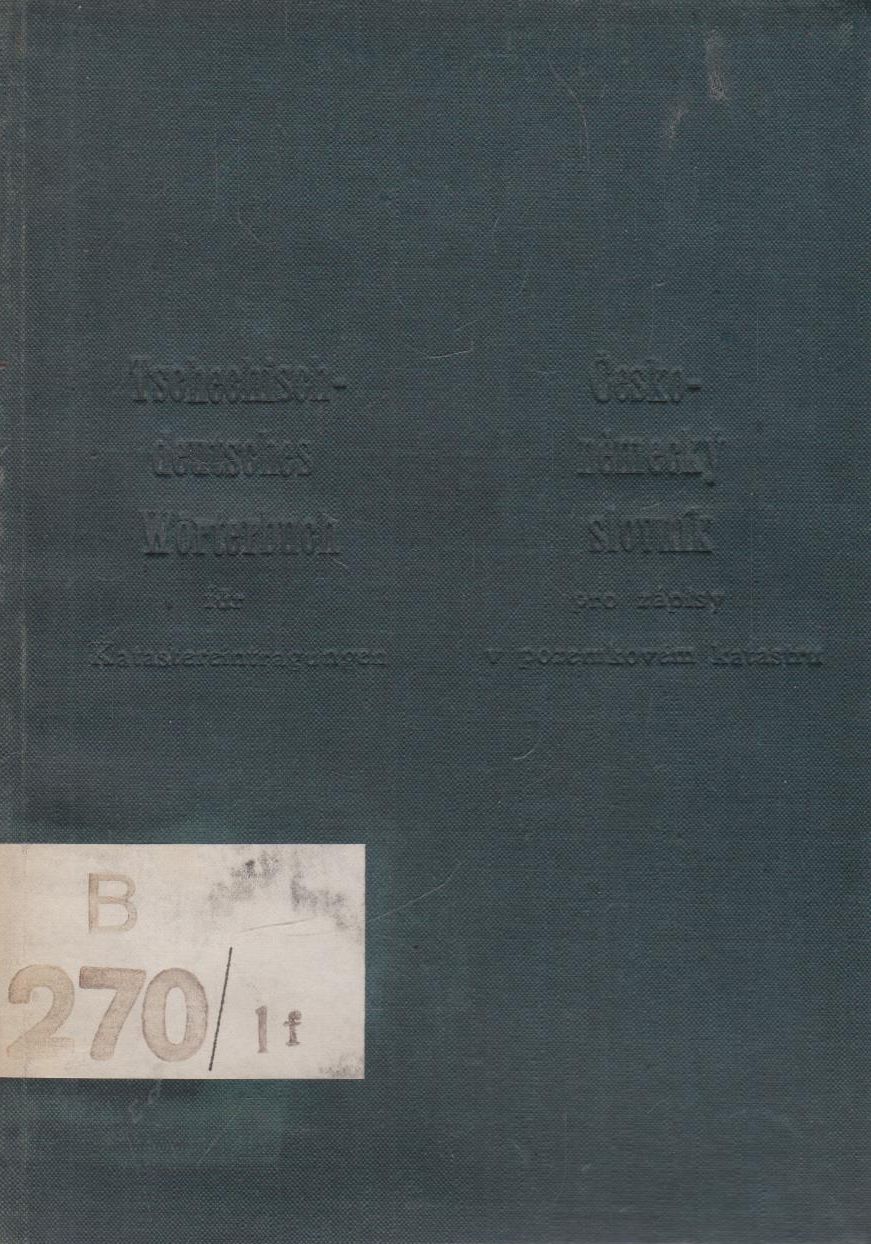 Tschechisch-
deutsches
Wörterbuch
für
Katastereintragungen
Česko-
německý
slovník
pro zápisy
v pozemkovém katastru
B
270/1f